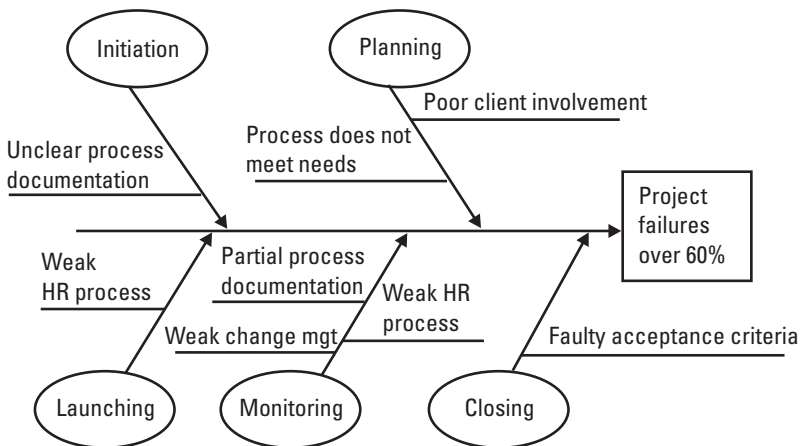 Initiation
Planning
Poor client involvement
Process does not
meet needs
Unclear process
documentation
Project
failures
over 60%
Weak
HR process
Partial process
documentation
Weak HR
process
Weak change mgt
Faulty acceptance criteria
Launching
Monitoring
Closing